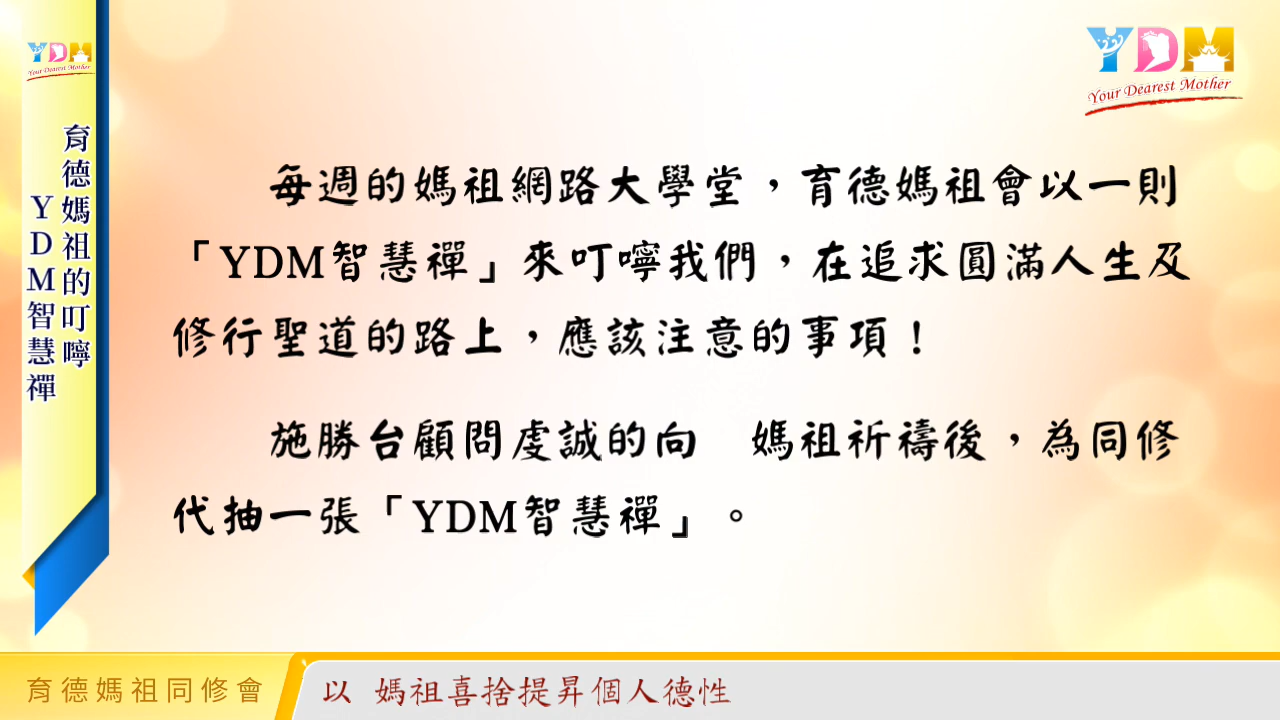 YDM
Your Dearest Mother
育德媽祖的叮嚀
YDM智慧禪
YDM
Your Dearest Mother
每週的媽祖網路大學堂，育德媽祖會以一則
「YDM智慧禪」來叮嚀我們，在追求圓滿人生及
修行聖道的路上，應該注意的事項！
施勝台顧問虔誠的向　媽祖祈禱後，為同修
代抽一張「YDM智慧禪」。
育德媽祖同修會
以 媽祖喜捨提昇個人德性